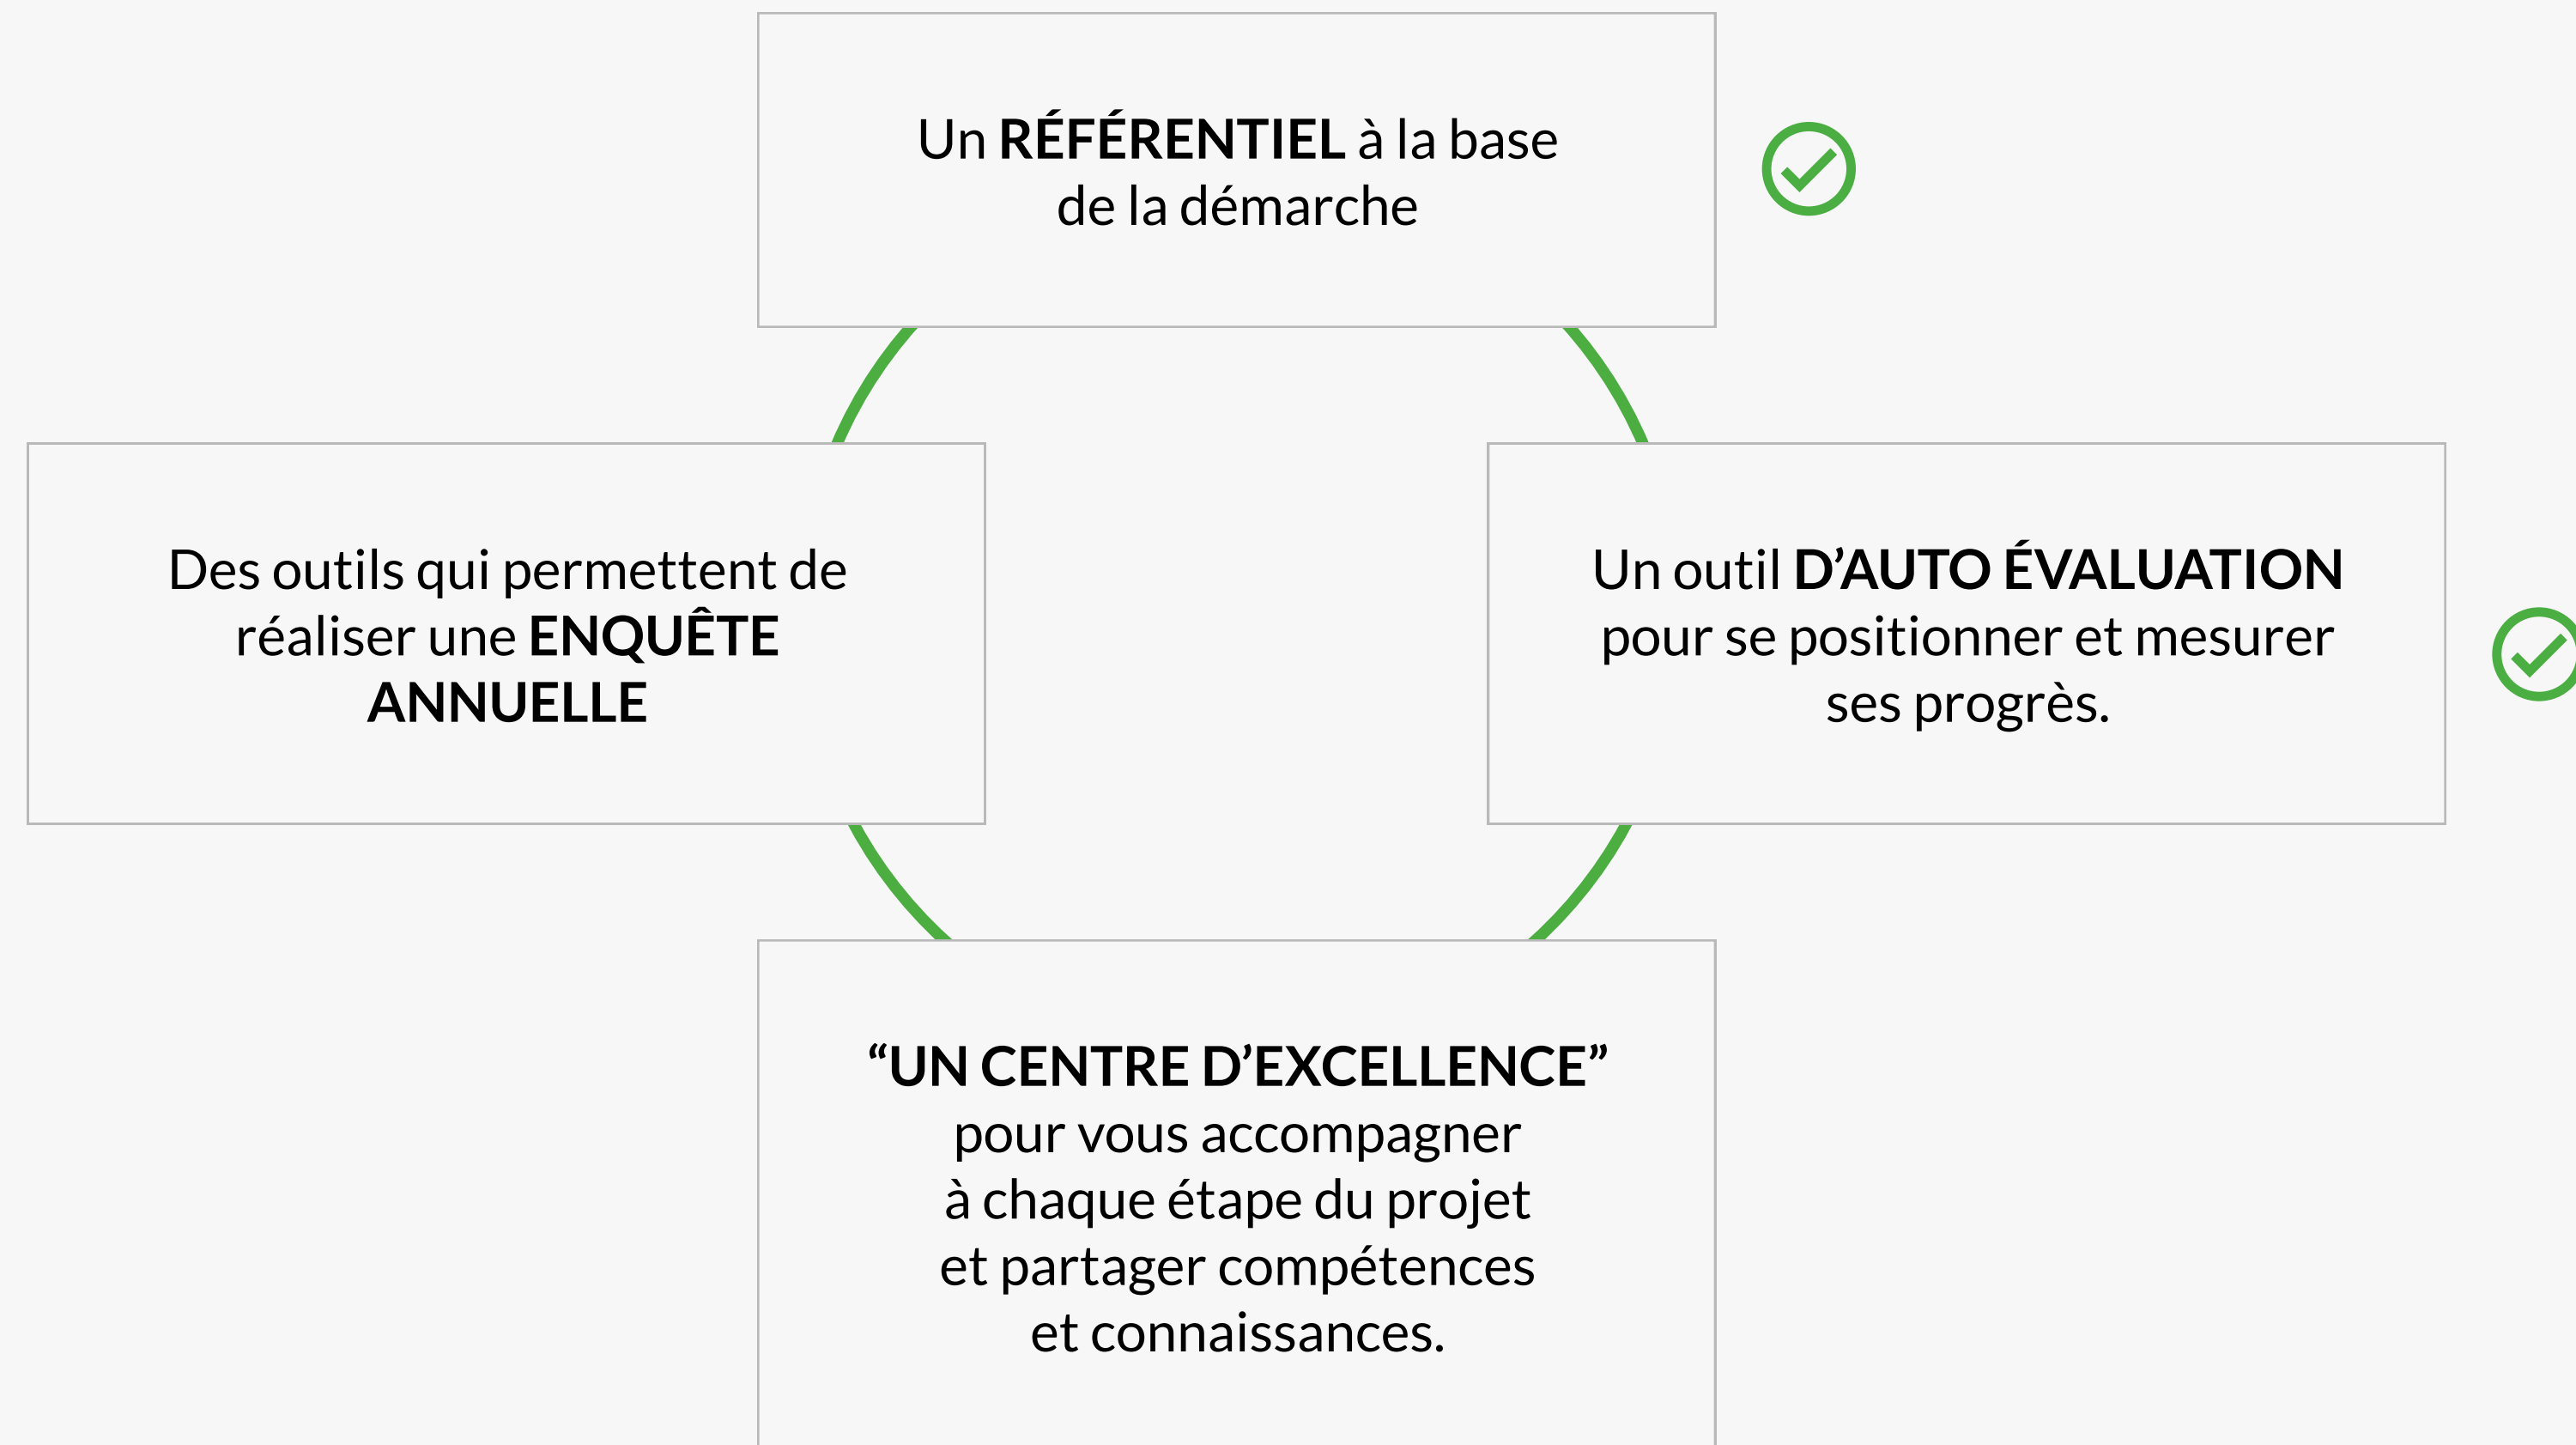 Un RÉFÉRENTIEL à la base
de la démarche
Des outils qui permettent de
réaliser une ENQUÊTE
ANNUELLE
Un outil D’AUTO ÉVALUATION
pour se positionner et mesurer
ses progrès.
“UN CENTRE D’EXCELLENCE”
pour vous accompagner
à chaque étape du projet
et partager compétences
et connaissances.